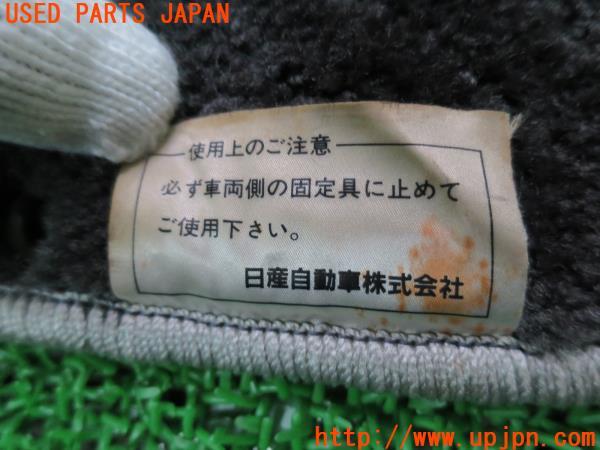 USED PARTS JAPAN
使用上のご注意
必ず車両側の固定具に止めて
ご使用下さい。
日産自動車株式会社
http://www.upjpn.com